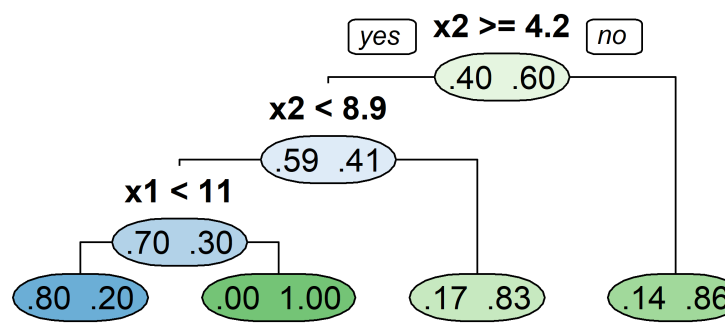 yes x2 >= 4.2 no
.40 .60
x2 < 8.9
.59 .41
x1 < 11
.70 .30
.80 .20 .00 1.00 .17 .83 .14 .86